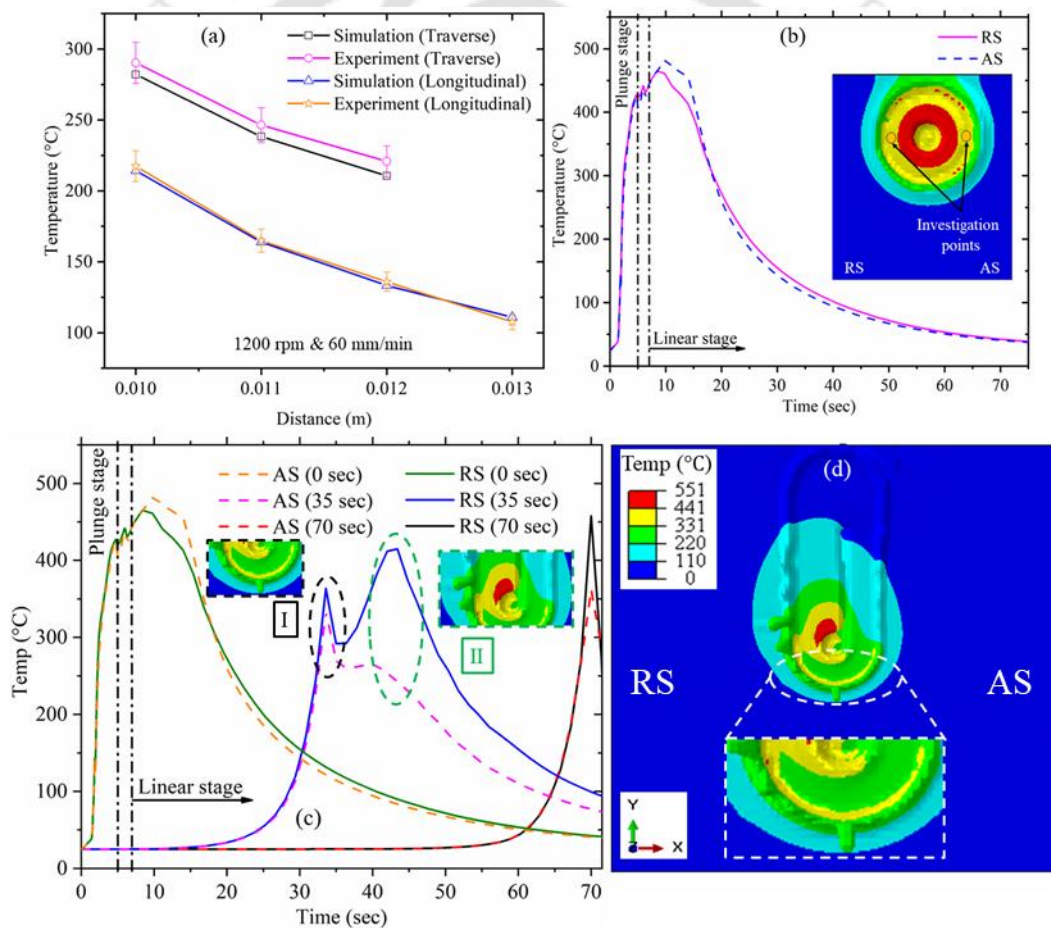 (a)
Simulation (Traverse)
Experiment (Traverse)
Simulation (Longitudinal)
Experiment (Longitudinal)
Temperature (°C)
300
250
200
150
100
1200 rpm & 60 mm/min
0.010 0.011 0.012 0.013
Distance (m)
(b)
RS
AS
Plunge stage
Temperature (°C)
500
400
300
200
100
0
Investigation
points
RS AS
Linear stage
0 10 20 30 40 50 60 70
Time (sec)
Plunge stage
AS (0 sec) RS (0 sec)
AS (35 sec) RS (35 sec)
AS (70 sec) RS (70 sec)
Temp (°C)
500
400
300
200
100
0
I
II
Linear stage
(c)
0 10 20 30 40 50 60 70
Time (sec)
(d)
Temp (°C)
551
441
331
220
110
0
RS AS
Y
X